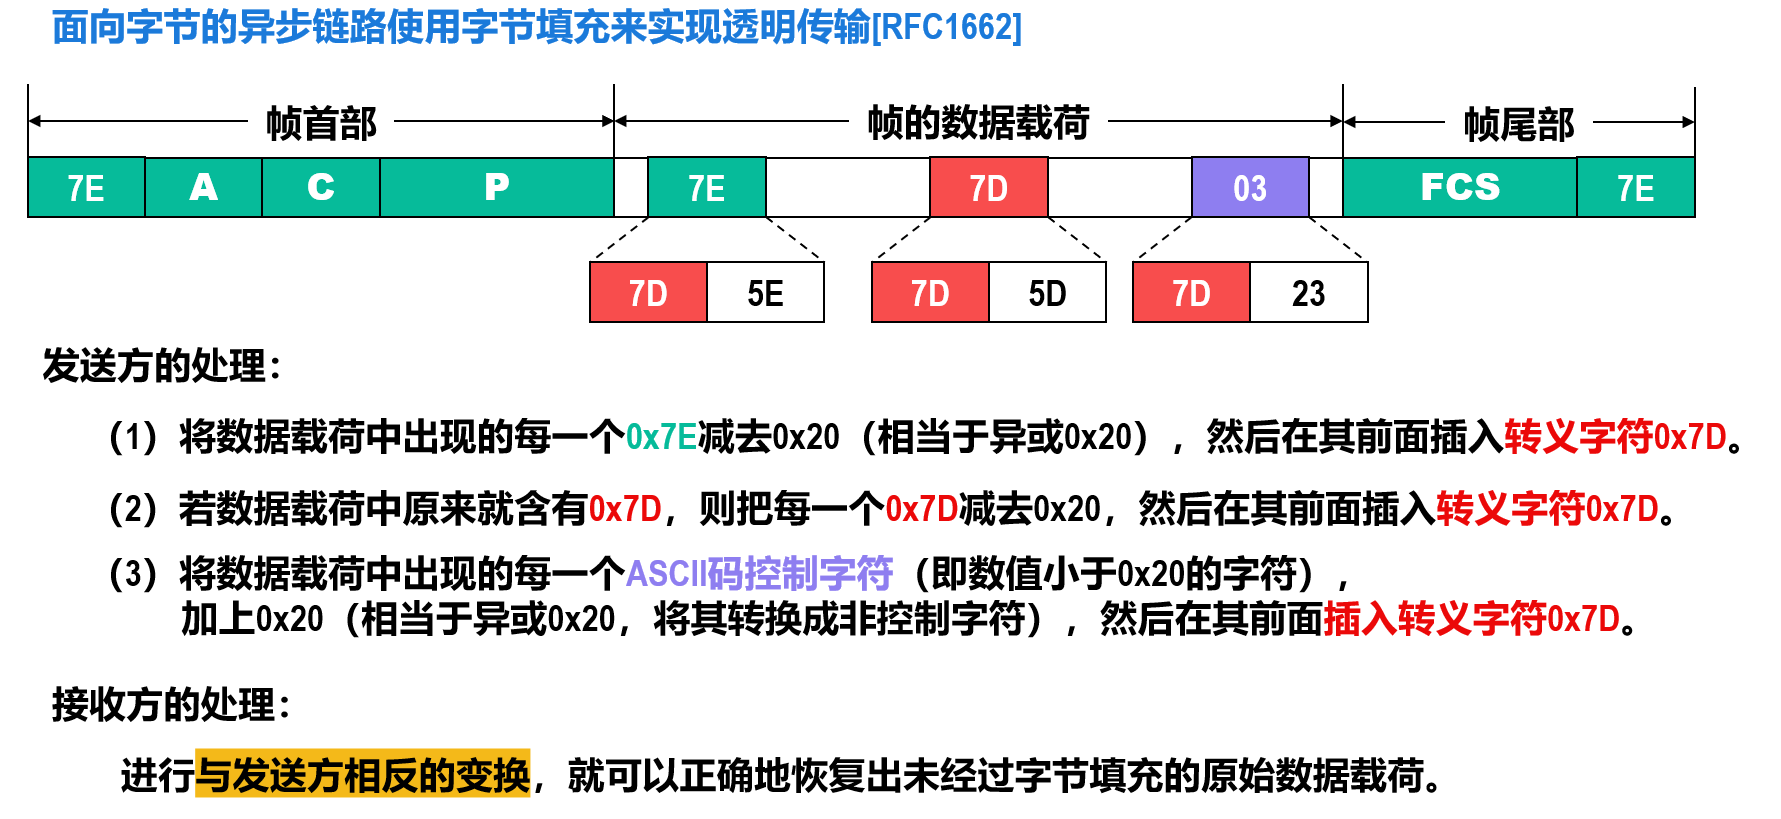 面向字节的异步链路使用字节填充来实现透明传输[RFC1662]
帧首部 帧的数据载荷 帧尾部
7E A C P 7E 7D 03 FCS 7E
7D 5E 7D 5D 7D 23
发送方的处理：
（1）将数据载荷中出现的每一个0x7E减去0x20（相当于异或0x20），然后在其前面插入转义字符0x7D。
（2）若数据载荷中原来就含有0x7D，则把每一个0x7D减去0x20，然后在其前面插入转义字符0x7D。
（3）将数据载荷中出现的每一个ASCII码控制字符（即数值小于0x20的字符），
加上0x20（相当于异或0x20，将其转换成非控制字符），然后在其前面插入转义字符0x7D。
接收方的处理：
进行与发送方相反的变换，就可以正确地恢复出未经过字节填充的原始数据载荷。